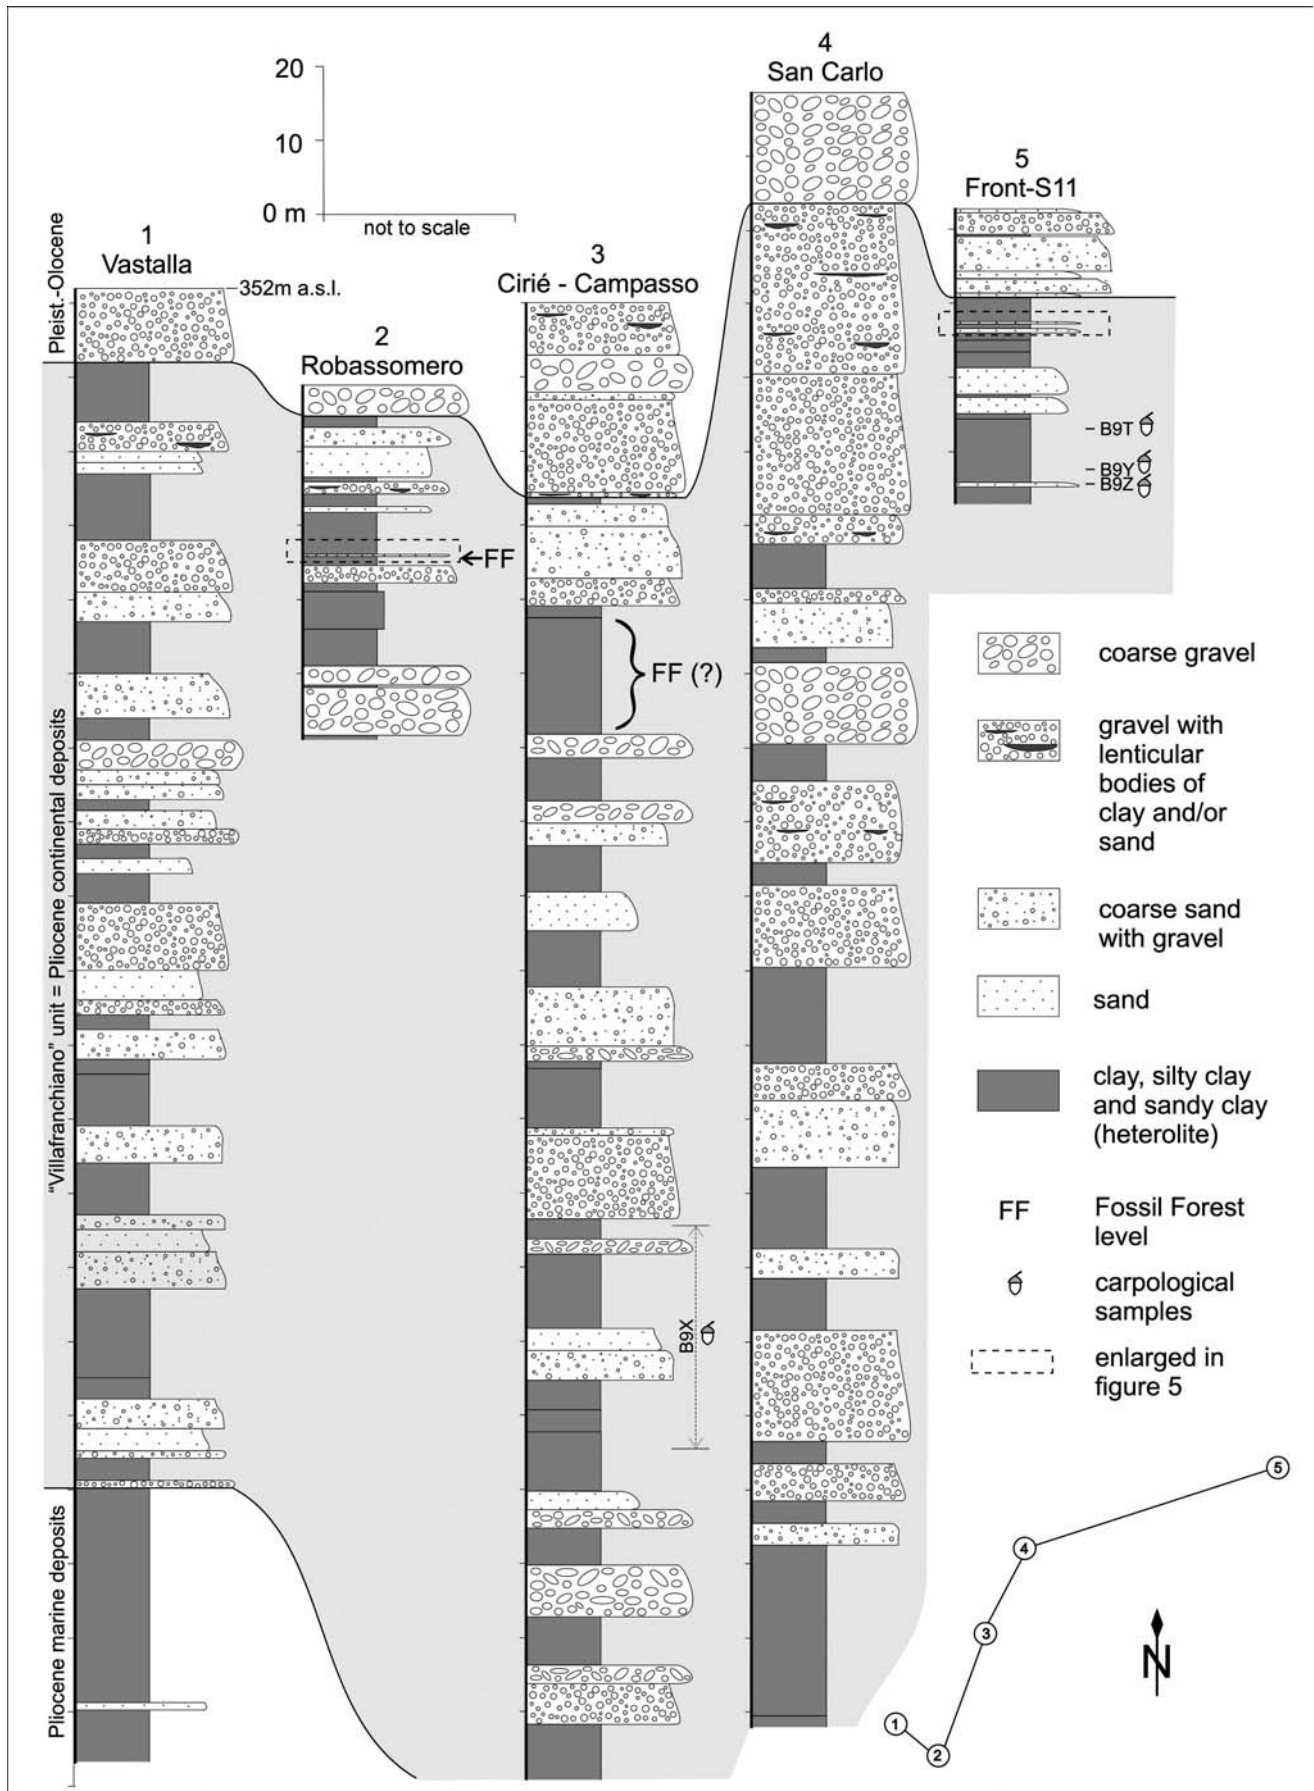 20
10
0 m
not to scale
1
Vastalla
352m a.s.l.
2
Robassomero
FF
3
Cirié - Campasso
FF (?)
B9X
4
San Carlo
5
Front-S11
B9T
B9Y
B9Z
Pleist.-Olocene
"Villafranchiano" unit = Pliocene continental deposits
Pliocene marine deposits
coarse gravel
gravel with
lenticular
bodies of
clay and/or
sand
coarse sand
with gravel
sand
clay, silty clay
and sandy clay
(heterolite)
FF
Fossil Forest
level
carpological
samples
enlarged in
figure 5
5
4
3
1
2
N